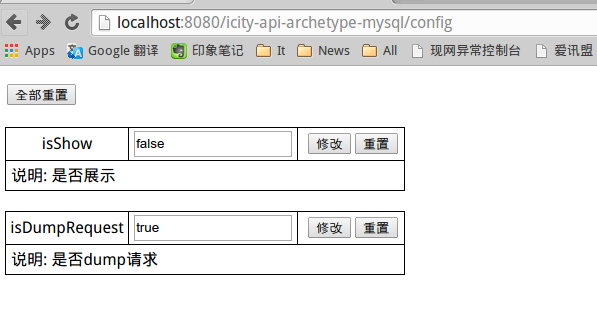 localhost:8080/icity-api-archetype-mysql/config
Apps Google 翻译 印象笔记 It News All 现网异常控制台 爱讯盟
全部重置
isShow false 修改 重置
说明: 是否展示
isDumpRequest true 修改 重置
说明: 是否dump请求